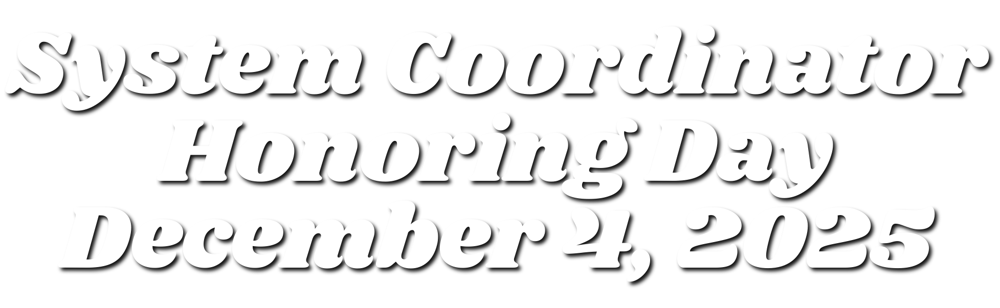 System Coordinator
Honoring Day
December 4, 2025